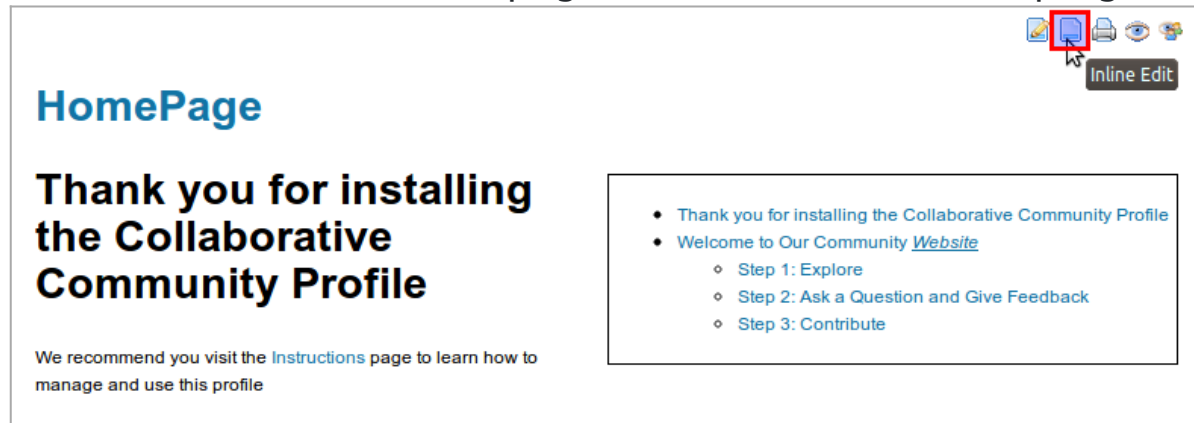 Inline Edit
HomePage
Thank you for installing
the Collaborative
Community Profile
We recommend you visit the Instructions page to learn how to
manage and use this profile
Thank you for installing the Collaborative Community Profile
Welcome to Our Community Website
Step 1: Explore
Step 2: Ask a Question and Give Feedback
Step 3: Contribute